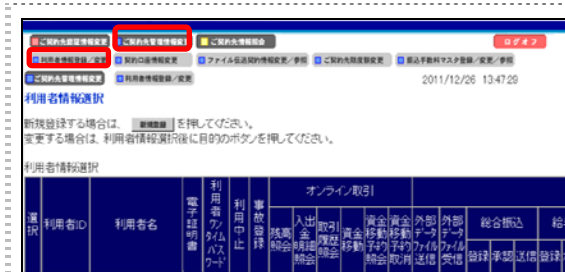 ご契約先限度情報変更 ご契約先管理情報変更 ご契約先情報照会 ログオフ
利用者情報登録/変更 契約口座情報変更 ファイル伝送契約情報変更/参照 ご契約先限度額登録 振込手数料マスタ登録/変更/参照
ご契約先管理情報変更 利用者情報登録/変更 2011/12/26 13:47:29
利用者情報選択
新規登録する場合は、 新規登録 を押してください。
変更する場合は、利用者情報選択後に目的のボタンを押してください。
利用者情報選択
オンライン取引
選択 利用者ID 利用者名 電子証明書 利用者ワンタイムパスワード 利用中止 事故登録 残高照会 入出金明細照会 取引履歴照会 資金移動 資金移動予約照会 資金移動予約取消 外部データファイル送信 外部データファイル受信 総合振込 給
登録 承認 送信 登録